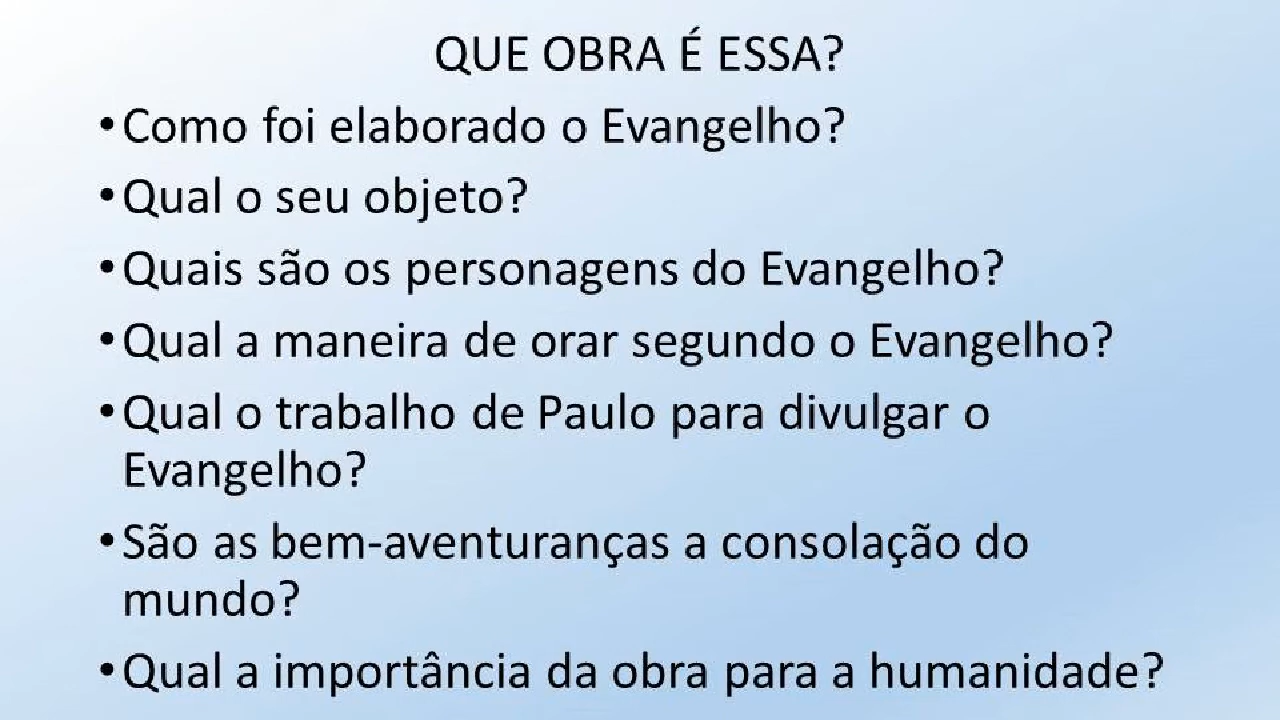 QUE OBRA É ESSA?
•Como foi elaborado o Evangelho?
•Qual o seu objeto?
•Quais são os personagens do Evangelho?
•Qual a maneira de orar segundo o Evangelho?
•Qual o trabalho de Paulo para divulgar o
Evangelho?
•São as bem-aventuranças a consolação do
mundo?
•Qual a importância da obra para a humanidade?